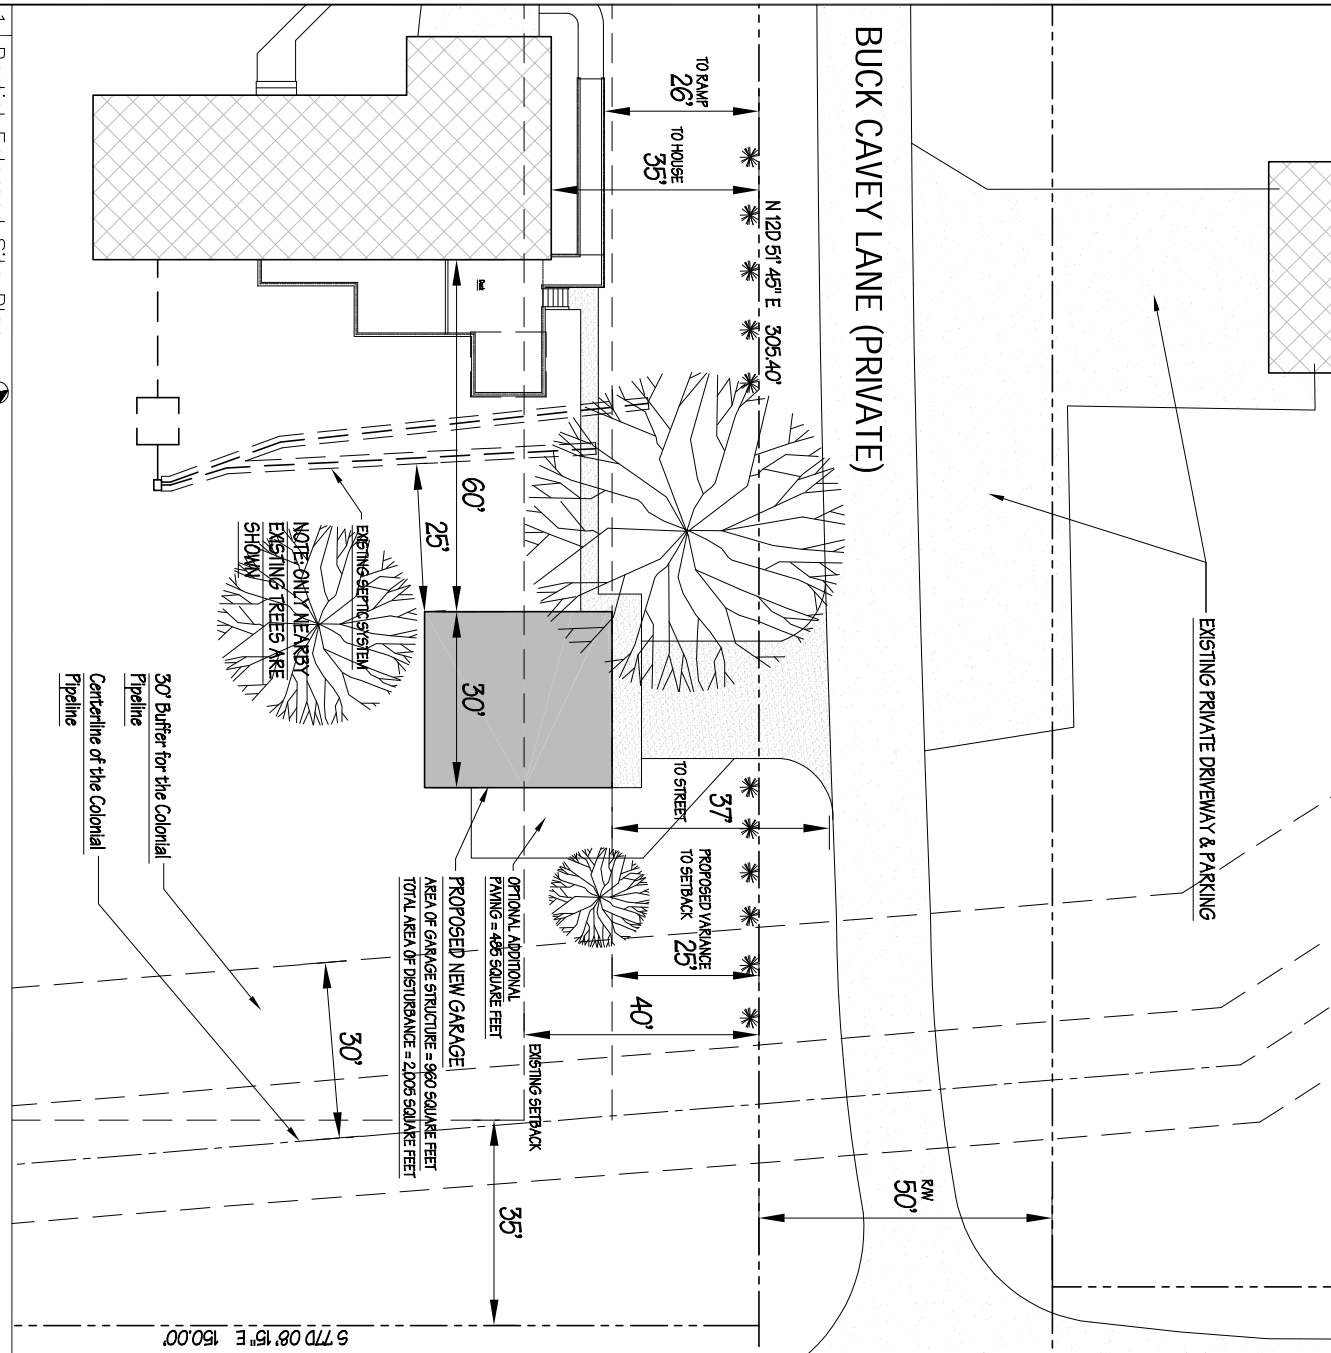 BUCK CAVEY LANE (PRIVATE)
TO RAMP
26'
TO HOUSE
35'
N 12D 51' 45" E 305.40'
EXISTING PRIVATE DRIVEWAY & PARKING
60'
25'
EXISTING SEPTIC SYSTEM
NOTE: ONLY NEARBY
EXISTING TREES ARE
SHOWN
30'
37'
TO STREET
PROPOSED VARIANCE
TO SETBACK
25'
40'
EXISTING SETBACK
OPTIONAL ADDITIONAL
PAVING = 485 SQUARE FEET
PROPOSED NEW GARAGE
AREA OF GARAGE STRUCTURE = 960 SQUARE FEET
TOTAL AREA OF DISTURBANCE = 2,005 SQUARE FEET
30' Buffer for the Colonial
Pipeline
Centerline of the Colonial
Pipeline
30'
35'
R/W
50'
S 77D 08' 15" E 150.00'